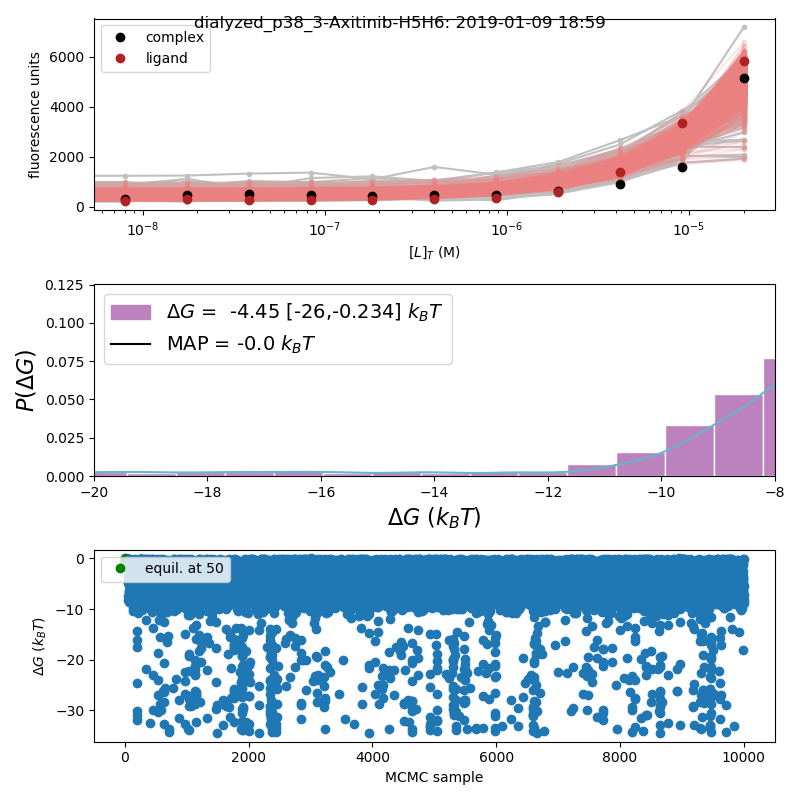 dialyzed_p38_3-Axitinib-H5H6: 2019-01-09 18:59
complex
ligand
fluorescence units
6000
4000
2000
0
10⁻⁸ 10⁻⁷ 10⁻⁶ 10⁻⁵
[L]_T (M)
ΔG = -4.45 [-26,-0.234] k_BT
MAP = -0.0 k_BT
P(ΔG)
0.125
0.100
0.075
0.050
0.025
0.000
−20 −18 −16 −14 −12 −10 −8
ΔG (k_BT)
equil. at 50
ΔG (k_BT)
0
−10
−20
−30
0 2000 4000 6000 8000 10000
MCMC sample